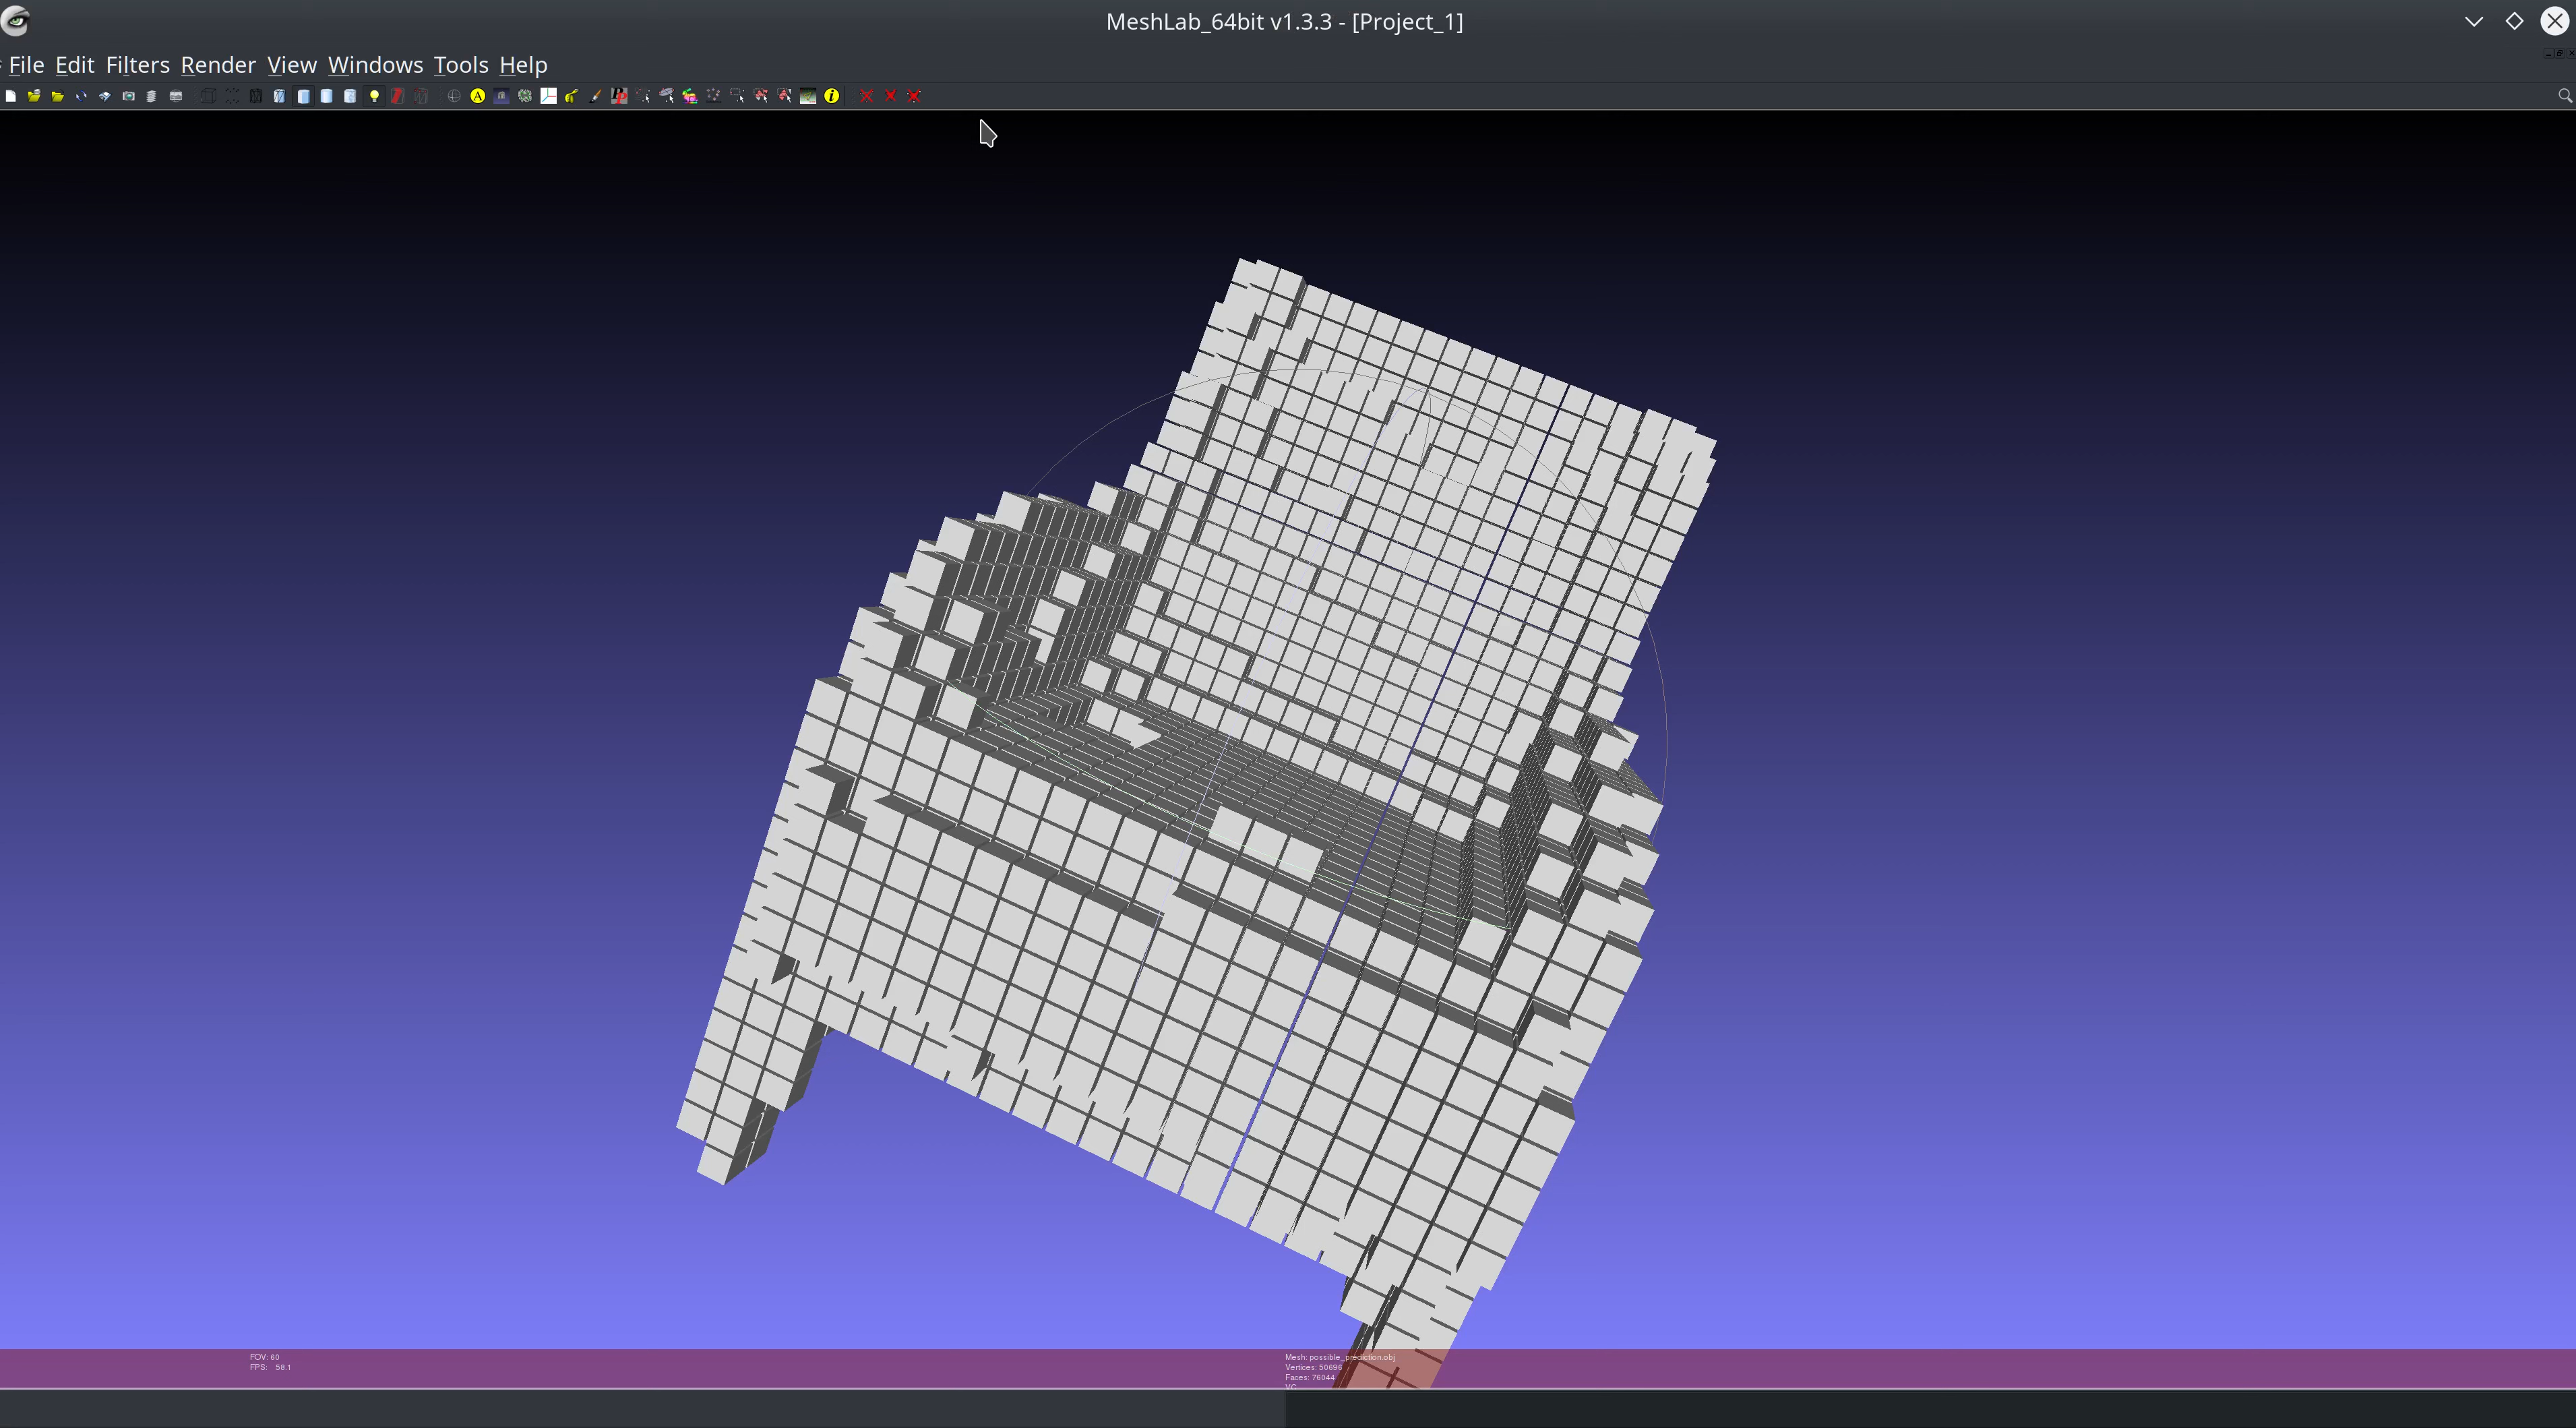 MeshLab_64bit v1.3.3 - [Project_1]
File Edit Filters Render View Windows Tools Help
FOV: 60
FPS: 58.1
Mesh: possible_prediction.obj
Vertices: 50696
Faces: 76044
VC